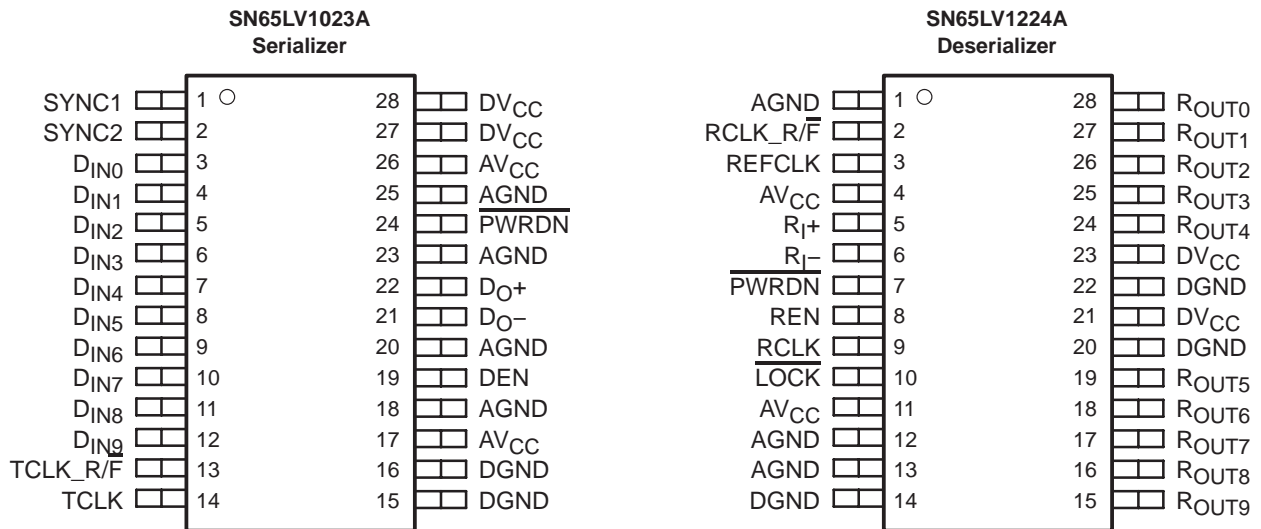 SN65LV1023A
Serializer
SYNC1 1 28 DVCC
SYNC2 2 27 DVCC
DIN0 3 26 AVCC
DIN1 4 25 AGND
DIN2 5 24 PWRDN
DIN3 6 23 AGND
DIN4 7 22 DO+
DIN5 8 21 DO−
DIN6 9 20 AGND
DIN7 10 19 DEN
DIN8 11 18 AGND
DIN9 12 17 AVCC
TCLK_R/F 13 16 DGND
TCLK 14 15 DGND
SN65LV1224A
Deserializer
AGND 1 28 ROUT0
RCLK_R/F 2 27 ROUT1
REFCLK 3 26 ROUT2
AVCC 4 25 ROUT3
RI+ 5 24 ROUT4
RI− 6 23 DVCC
PWRDN 7 22 DGND
REN 8 21 DVCC
RCLK 9 20 DGND
LOCK 10 19 ROUT5
AVCC 11 18 ROUT6
AGND 12 17 ROUT7
AGND 13 16 ROUT8
DGND 14 15 ROUT9